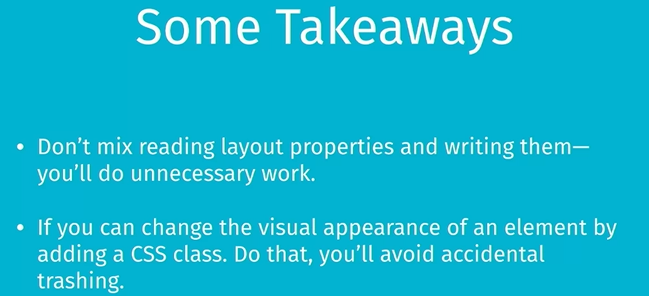 Some Takeaways
• Don’t mix reading layout properties and writing them—
you’ll do unnecessary work.
• If you can change the visual appearance of an element by
adding a CSS class. Do that, you’ll avoid accidental
trashing.